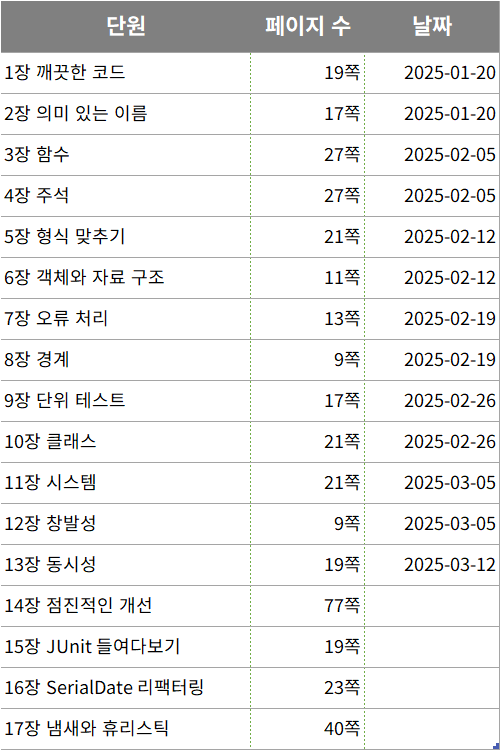 단원 페이지 수 날짜
1장 깨끗한 코드 19쪽 2025-01-20
2장 의미 있는 이름 17쪽 2025-01-20
3장 함수 27쪽 2025-02-05
4장 주석 27쪽 2025-02-05
5장 형식 맞추기 21쪽 2025-02-12
6장 객체와 자료 구조 11쪽 2025-02-12
7장 오류 처리 13쪽 2025-02-19
8장 경계 9쪽 2025-02-19
9장 단위 테스트 17쪽 2025-02-26
10장 클래스 21쪽 2025-02-26
11장 시스템 21쪽 2025-03-05
12장 창발성 9쪽 2025-03-05
13장 동시성 19쪽 2025-03-12
14장 점진적인 개선 77쪽
15장 JUnit 들여다보기 19쪽
16장 SerialDate 리팩터링 23쪽
17장 냄새와 휴리스틱 40쪽